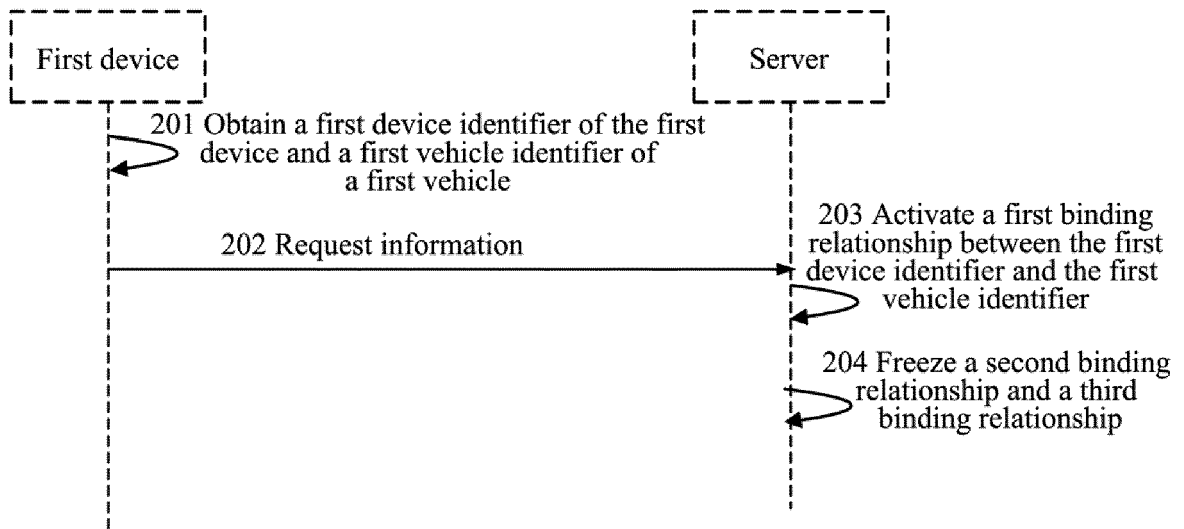 First device
Server
201 Obtain a first device identifier of the first
device and a first vehicle identifier of
a first vehicle
202 Request information
203 Activate a first binding
relationship between the first
device identifier and the first
vehicle identifier
204 Freeze a second binding
relationship and a third
binding relationship